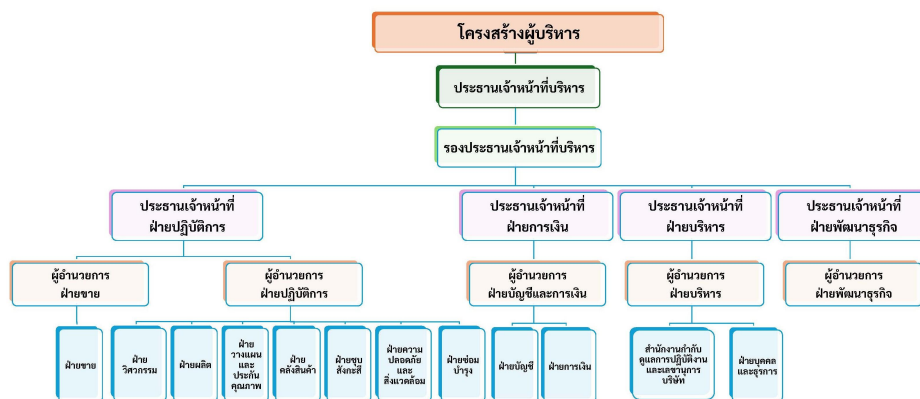 โครงสร้างผู้บริหาร
ประธานเจ้าหน้าที่บริหาร
รองประธานเจ้าหน้าที่บริหาร
ประธานเจ้าหน้าที่
ฝ่ายปฏิบัติการ
ประธานเจ้าหน้าที่
ฝ่ายการเงิน
ประธานเจ้าหน้าที่
ฝ่ายบริหาร
ประธานเจ้าหน้าที่
ฝ่ายพัฒนาธุรกิจ
ผู้อำนวยการ
ฝ่ายขาย
ผู้อำนวยการ
ฝ่ายปฏิบัติการ
ผู้อำนวยการ
ฝ่ายบัญชีและการเงิน
ผู้อำนวยการ
ฝ่ายบริหาร
ผู้อำนวยการ
ฝ่ายพัฒนาธุรกิจ
ฝ่ายขาย
ฝ่าย
วิศวกรรม
ฝ่ายผลิต
ฝ่าย
วางแผน
และ
ประกัน
คุณภาพ
ฝ่าย
คลังสินค้า
ฝ่ายชุบ
สังกะสี
ฝ่ายความ
ปลอดภัย
และ
สิ่งแวดล้อม
ฝ่ายซ่อม
บำรุง
ฝ่ายบัญชี
ฝ่ายการเงิน
สำนักงานกำกับ
ดูแลการปฏิบัติงาน
และเลขานุการ
บริษัท
ฝ่ายบุคคล
และธุรการ